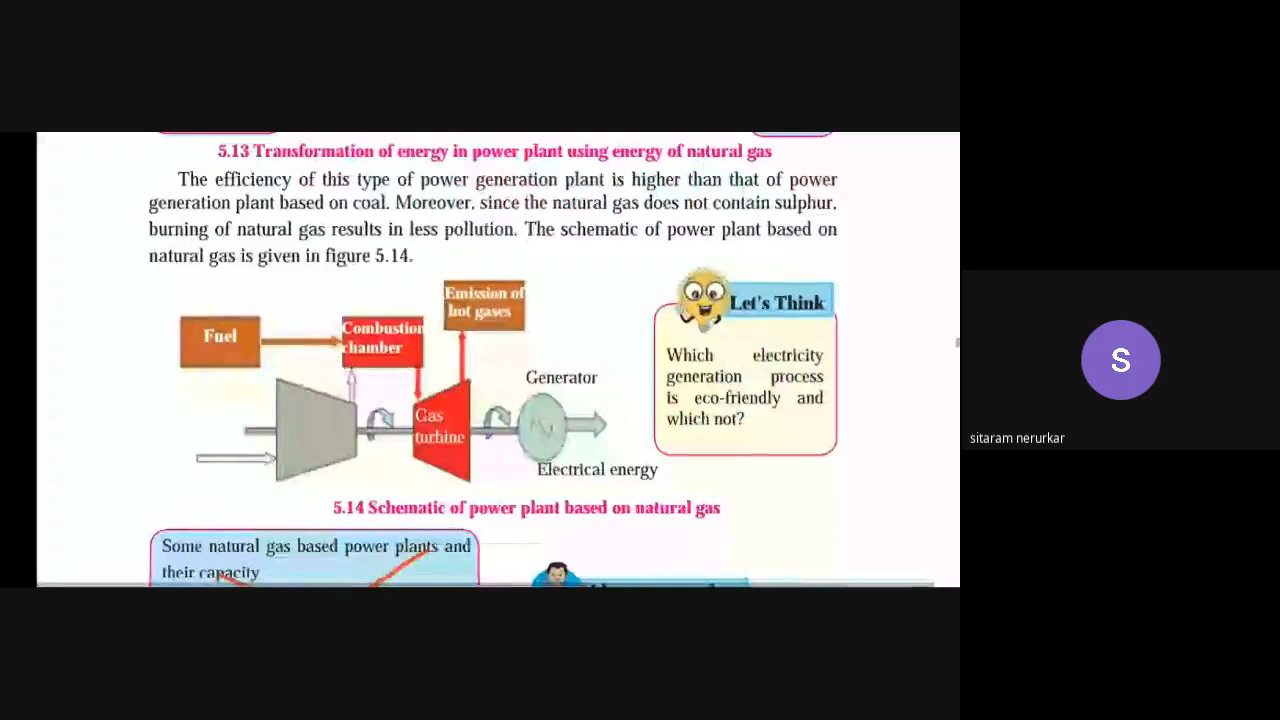 5.13 Transformation of energy in power plant using energy of natural gas
The efficiency of this type of power generation plant is higher than that of power
generation plant based on coal. Moreover, since the natural gas does not contain sulphur,
burning of natural gas results in less pollution. The schematic of power plant based on
natural gas is given in figure 5.14.
Fuel
Combustion
chamber
Emission of
hot gases
Generator
Gas
turbine
Electrical energy
Let's Think
Which electricity
generation process
is eco-friendly and
which not?
5.14 Schematic of power plant based on natural gas
Some natural gas based power plants and
their capacity
S
sitaram nerurkar